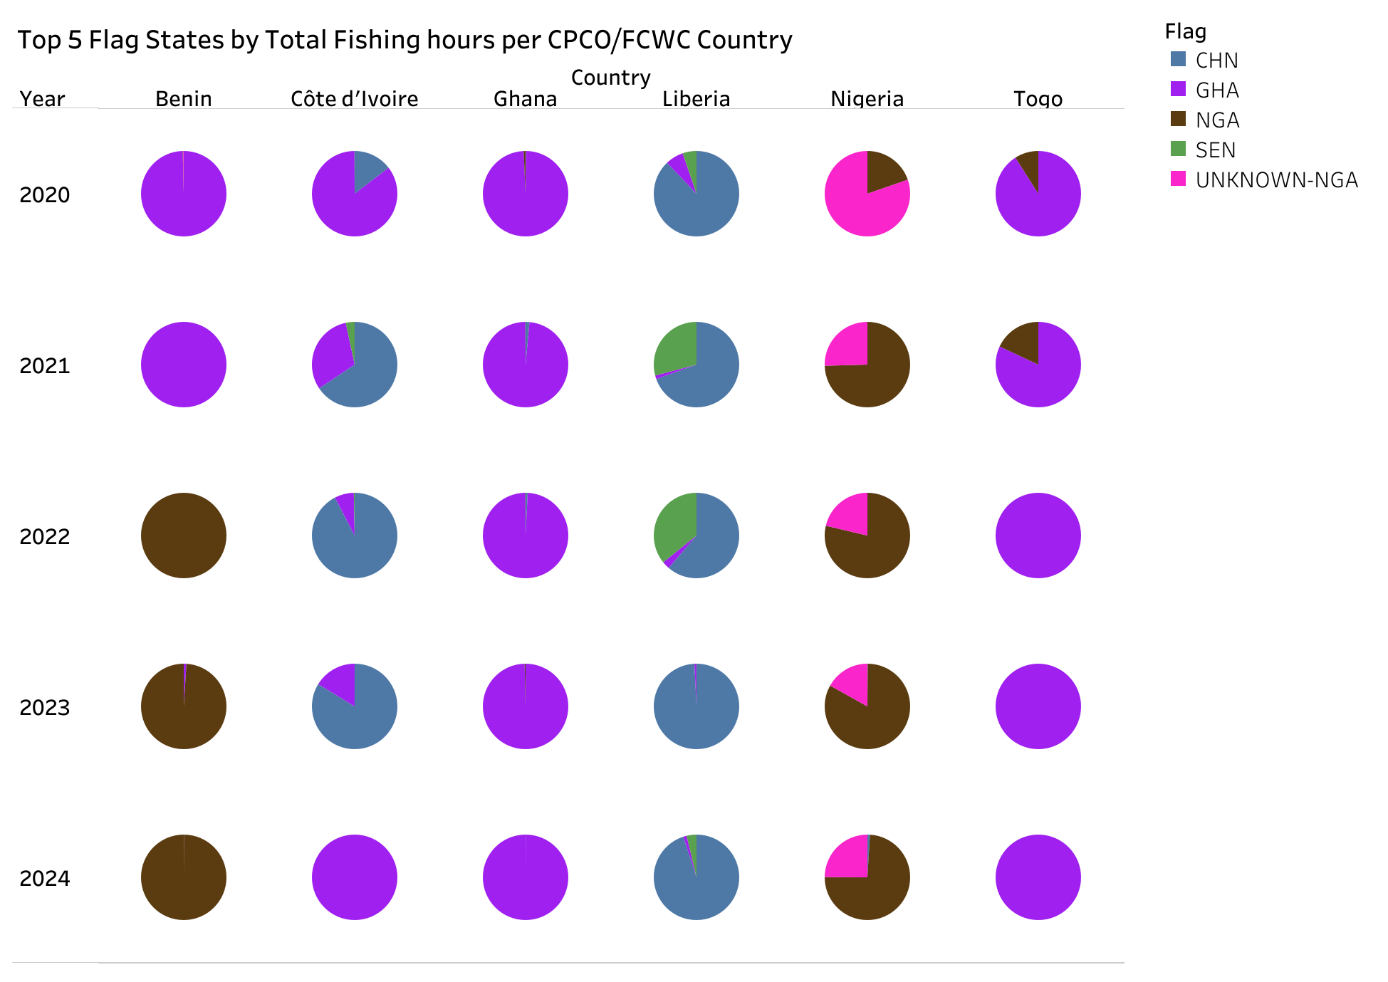 Top 5 Flag States by Total Fishing hours per CPCO/FCWC Country
Country
Year Benin Côte d’Ivoire Ghana Liberia Nigeria Togo
2020
2021
2022
2023
2024
Flag
CHN
GHA
NGA
SEN
UNKNOWN-NGA